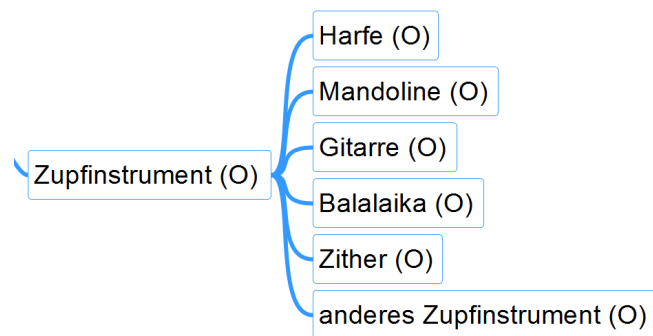 Harfe (O)
Mandoline (O)
Gitarre (O)
Zupfinstrument (O)
Balalaika (O)
Zither (O)
anderes Zupfinstrument (O)